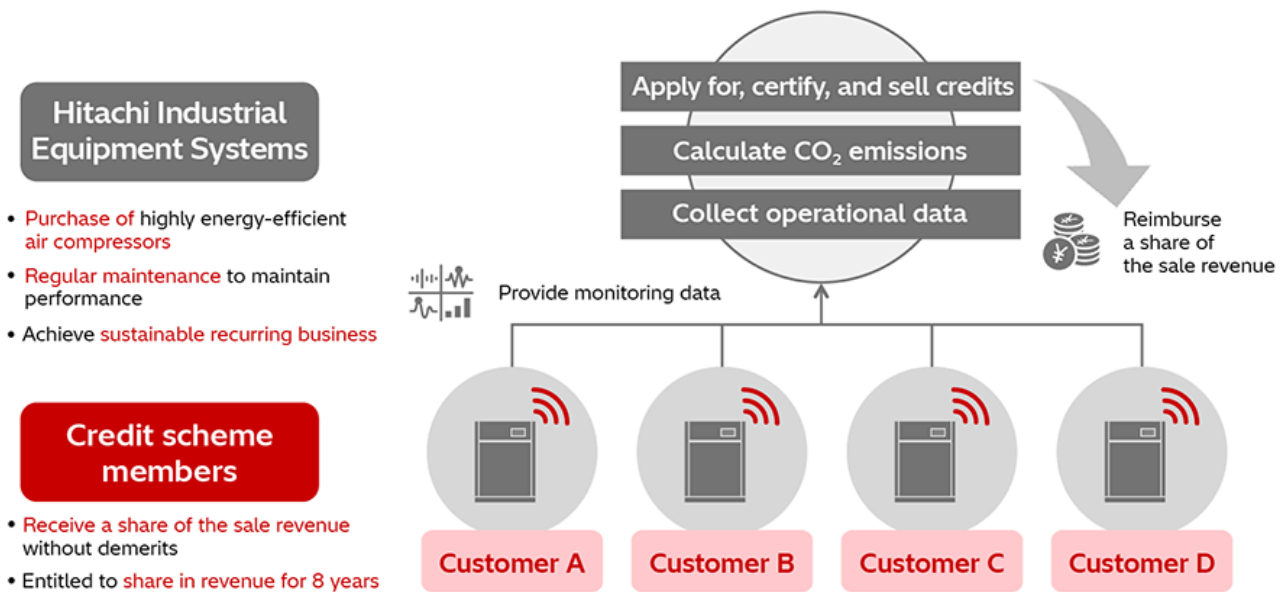 Hitachi Industrial
Equipment Systems
• Purchase of highly energy-efficient
air compressors
• Regular maintenance to maintain
performance
• Achieve sustainable recurring business
Credit scheme
members
• Receive a share of the sale revenue
without demerits
• Entitled to share in revenue for 8 years
Apply for, certify, and sell credits
Calculate CO₂ emissions
Collect operational data
Reimburse
a share of
the sale revenue
¥
¥
Provide monitoring data
Customer A
Customer B
Customer C
Customer D